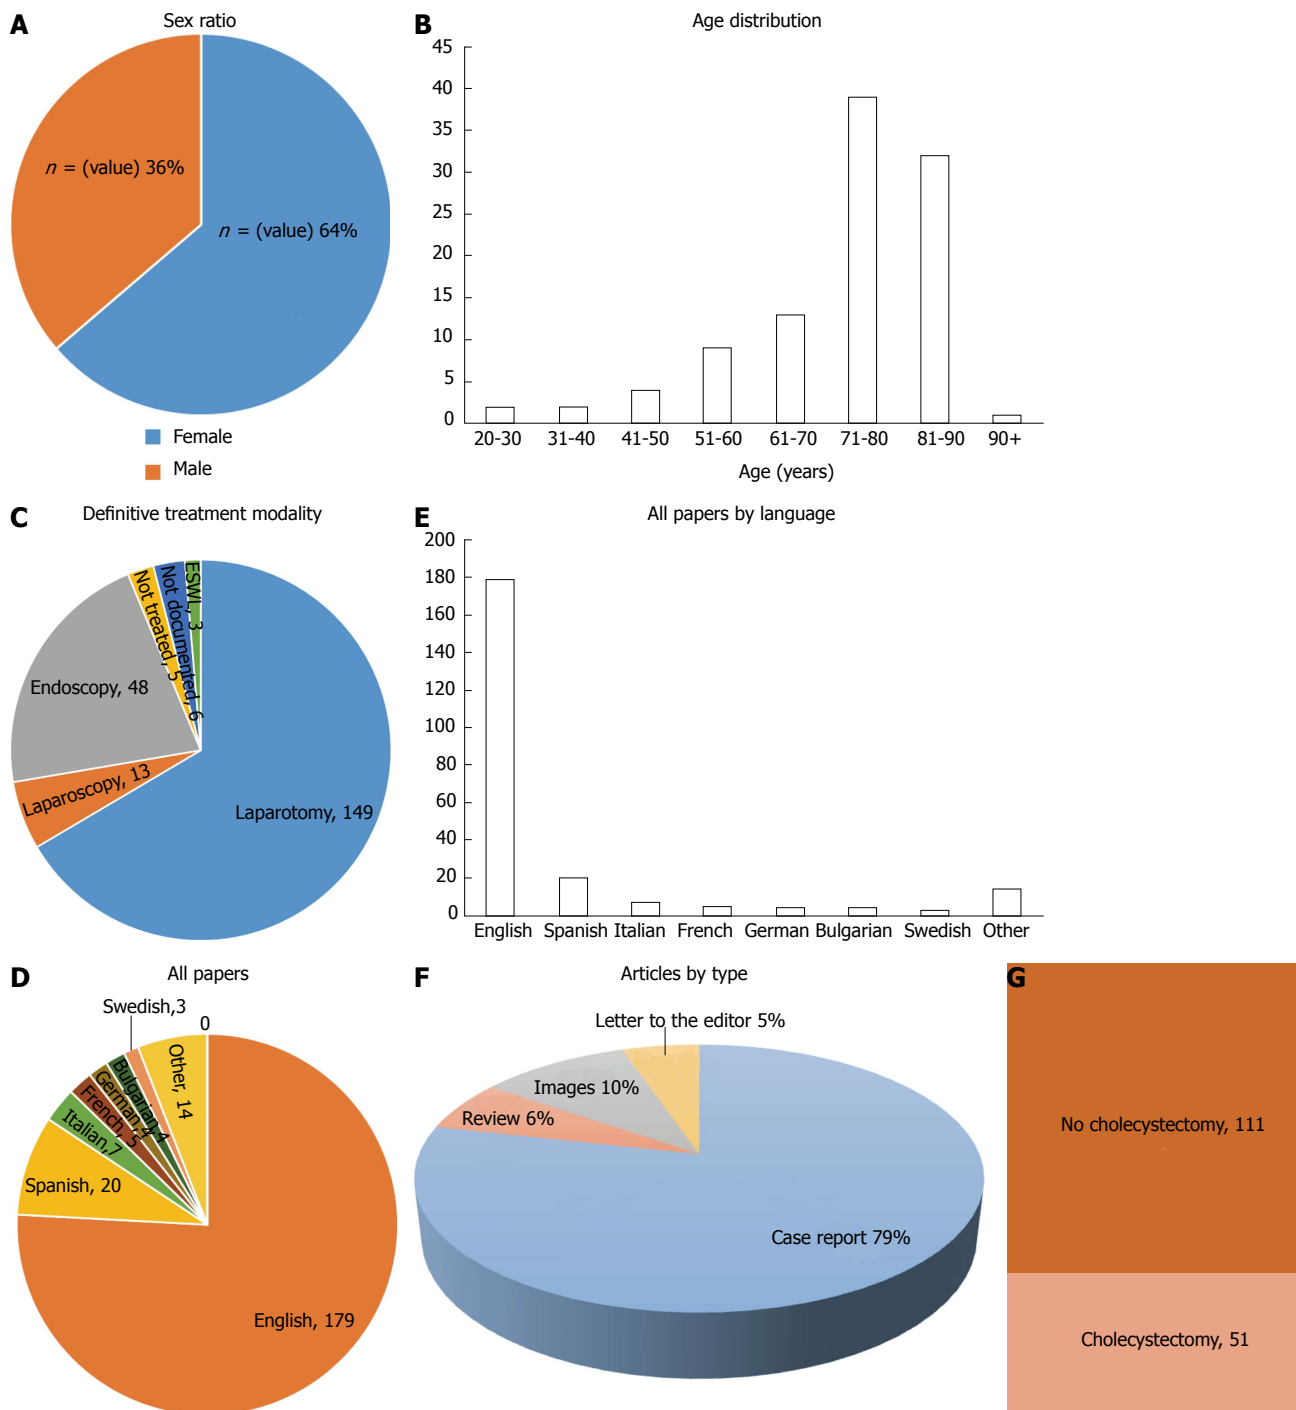 A
Sex ratio
n = (value) 36%
n = (value) 64%
Female
Male
B
Age distribution
45
40
35
30
25
20
15
10
5
0
20-30 31-40 41-50 51-60 61-70 71-80 81-90 90+
Age (years)
C
Definitive treatment modality
Not treated, 5
Not documented, 6
ESWL, 3
Endoscopy, 48
Laparoscopy, 13
Laparotomy, 149
E
All papers by language
200
180
160
140
120
100
80
60
40
20
0
English Spanish Italian French German Bulgarian Swedish Other
D
All papers
Swedish,3
0
Other, 14
Bulgarian,4
German,4
French, 5
Italian,7
Spanish, 20
English, 179
F
Articles by type
Letter to the editor 5%
Images 10%
Review 6%
Case report 79%
G
No cholecystectomy, 111
Cholecystectomy, 51